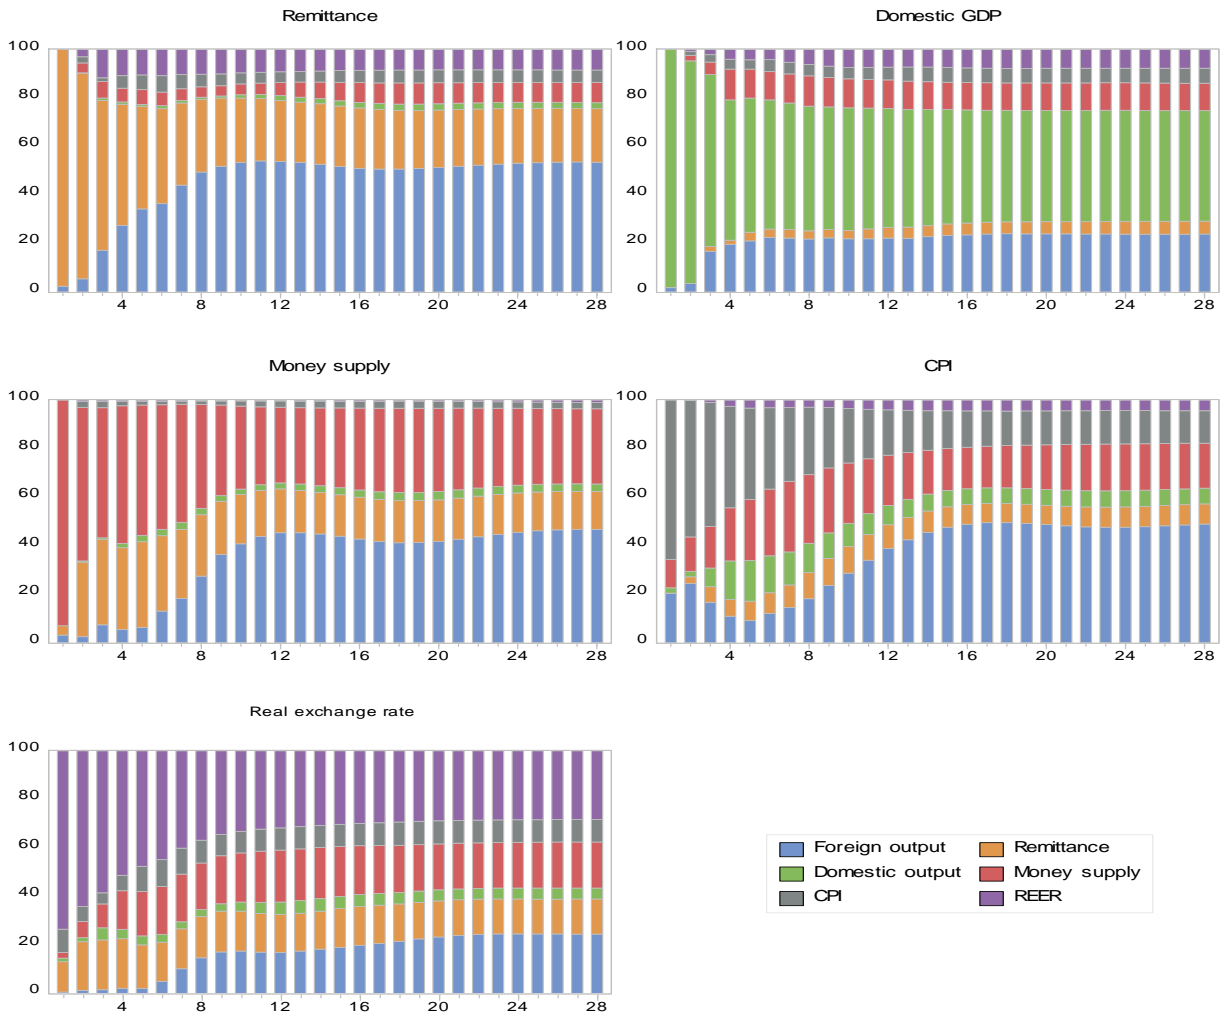 Remittance
100
80
60
40
20
0
4 8 12 16 20 24 28
Domestic GDP
100
80
60
40
20
0
4 8 12 16 20 24 28
Money supply
100
80
60
40
20
0
4 8 12 16 20 24 28
CPI
100
80
60
40
20
0
4 8 12 16 20 24 28
Real exchange rate
100
80
60
40
20
0
4 8 12 16 20 24 28
Foreign output Remittance
Domestic output Money supply
CPI REER